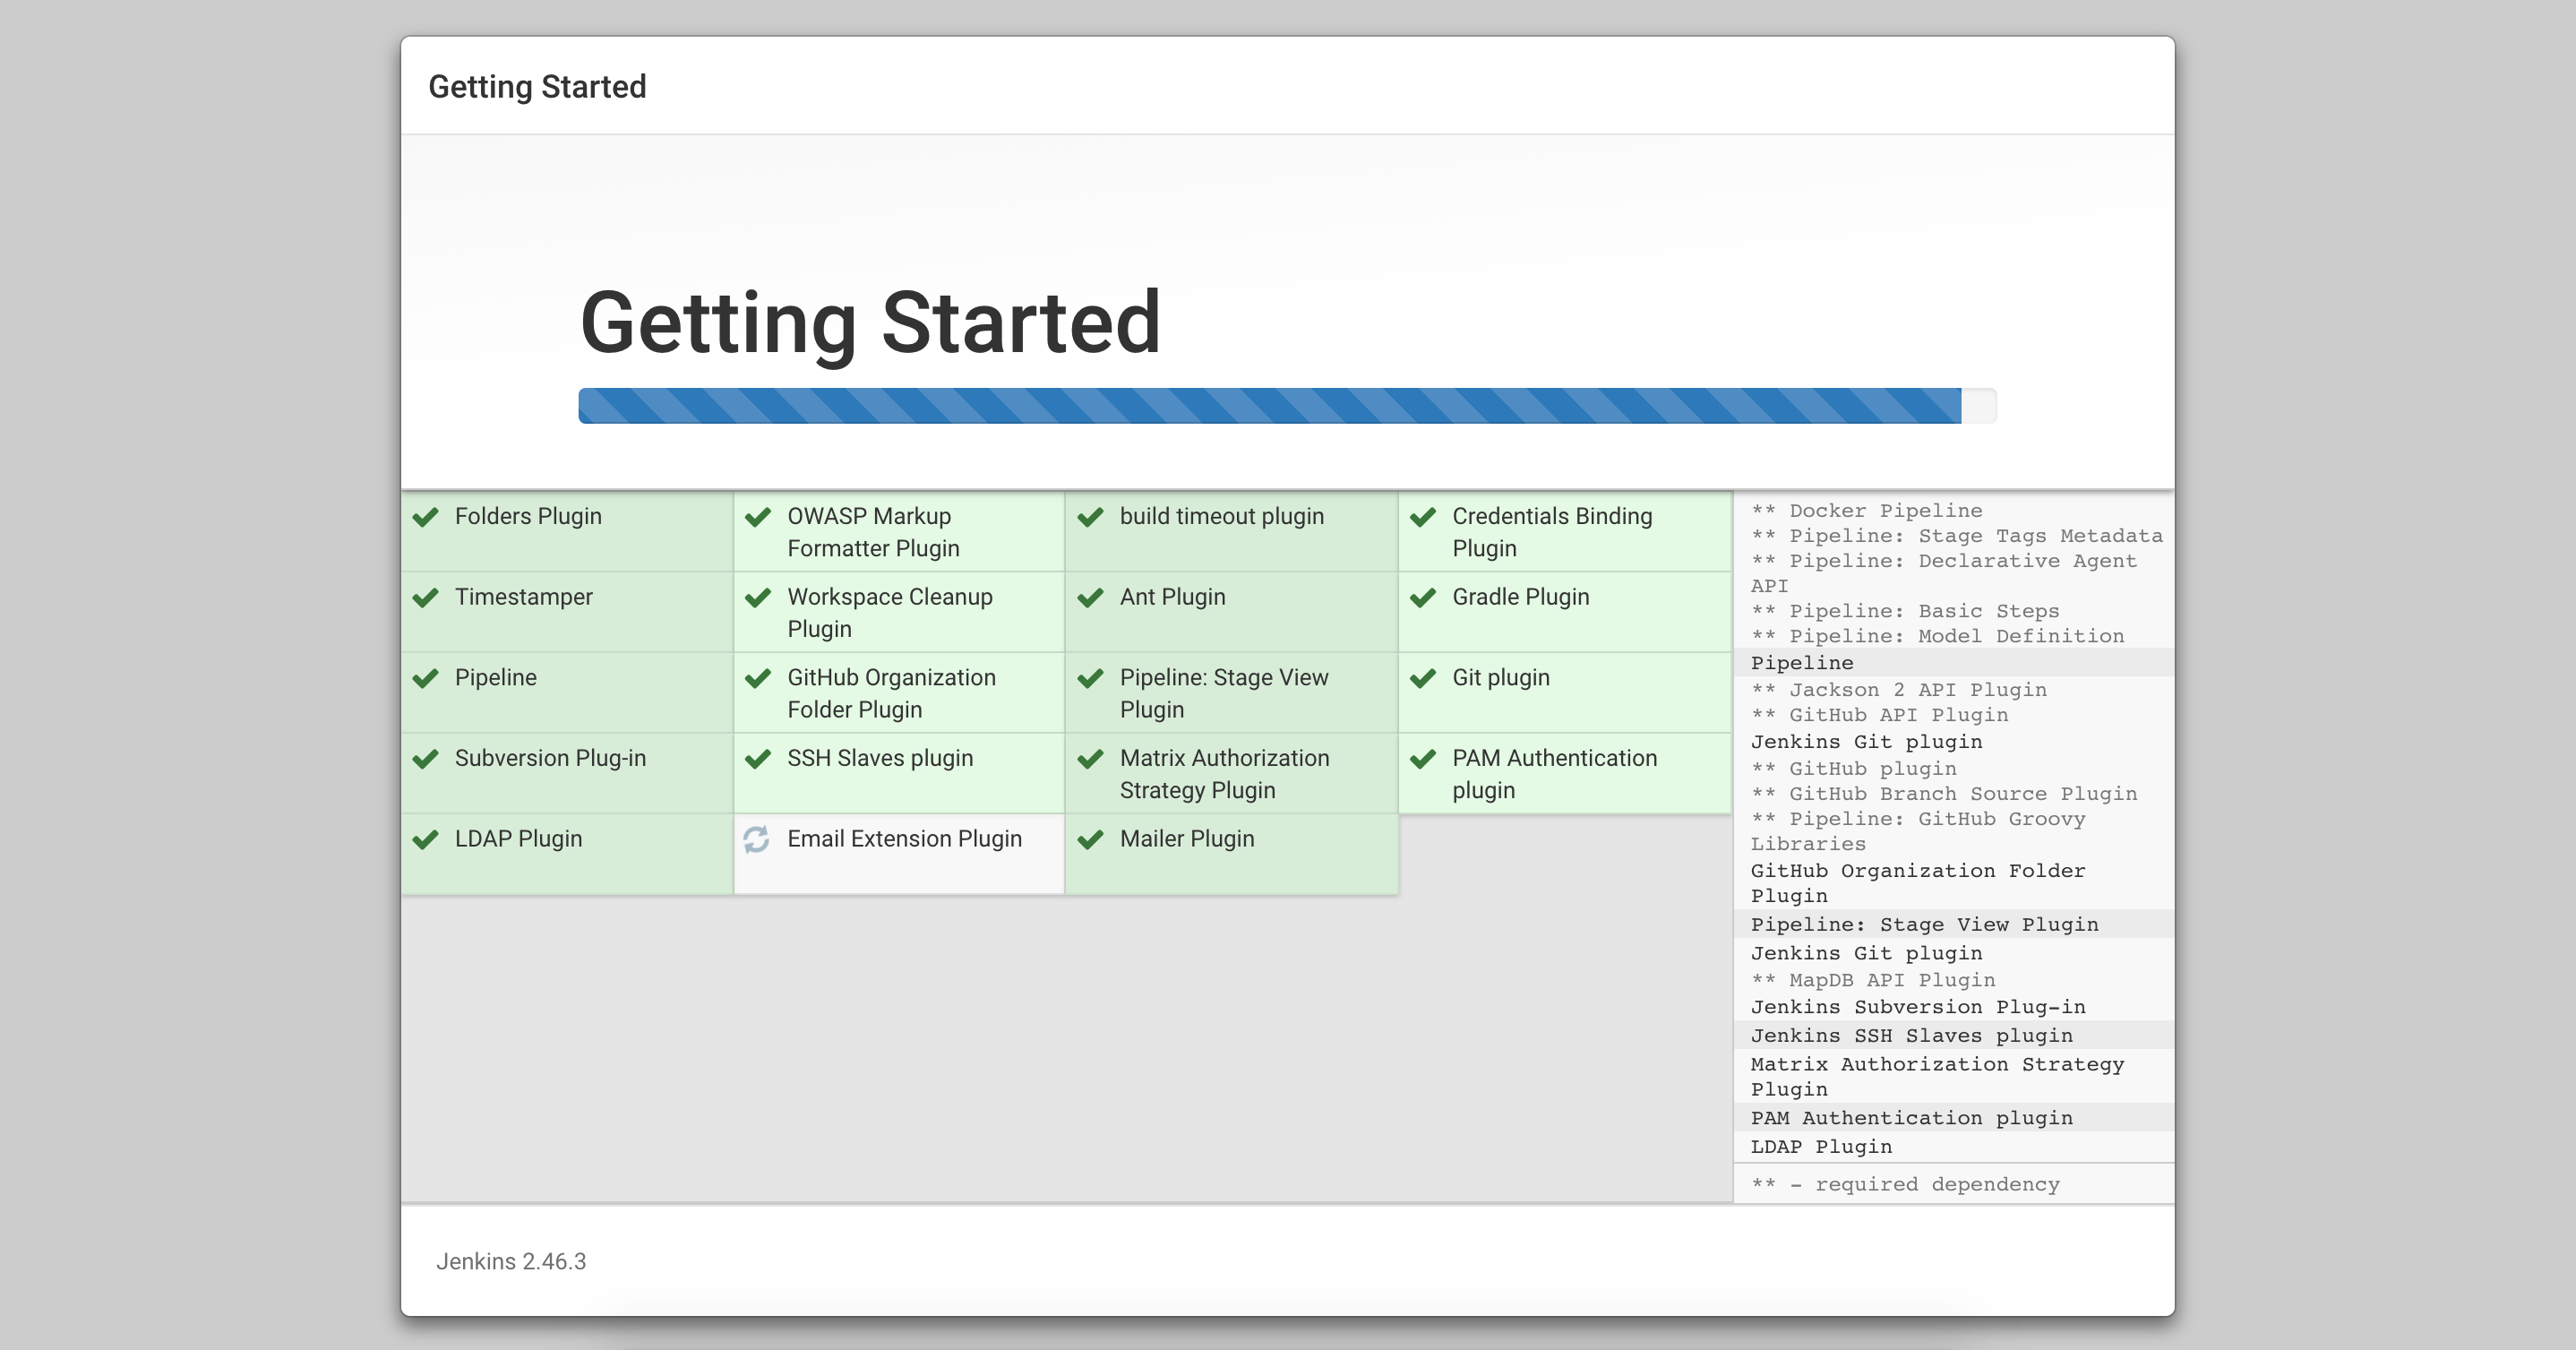 Getting Started
Getting Started
Folders Plugin
OWASP Markup
Formatter Plugin
build timeout plugin
Credentials Binding
Plugin
Timestamper
Workspace Cleanup
Plugin
Ant Plugin
Gradle Plugin
Pipeline
GitHub Organization
Folder Plugin
Pipeline: Stage View
Plugin
Git plugin
Subversion Plug-in
SSH Slaves plugin
Matrix Authorization
Strategy Plugin
PAM Authentication
plugin
LDAP Plugin
Email Extension Plugin
Mailer Plugin
** Docker Pipeline
** Pipeline: Stage Tags Metadata
** Pipeline: Declarative Agent
API
** Pipeline: Basic Steps
** Pipeline: Model Definition
Pipeline
** Jackson 2 API Plugin
** GitHub API Plugin
Jenkins Git plugin
** GitHub plugin
** GitHub Branch Source Plugin
** Pipeline: GitHub Groovy
Libraries
GitHub Organization Folder
Plugin
Pipeline: Stage View Plugin
Jenkins Git plugin
** MapDB API Plugin
Jenkins Subversion Plug-in
Jenkins SSH Slaves plugin
Matrix Authorization Strategy
Plugin
PAM Authentication plugin
LDAP Plugin
** - required dependency
Jenkins 2.46.3